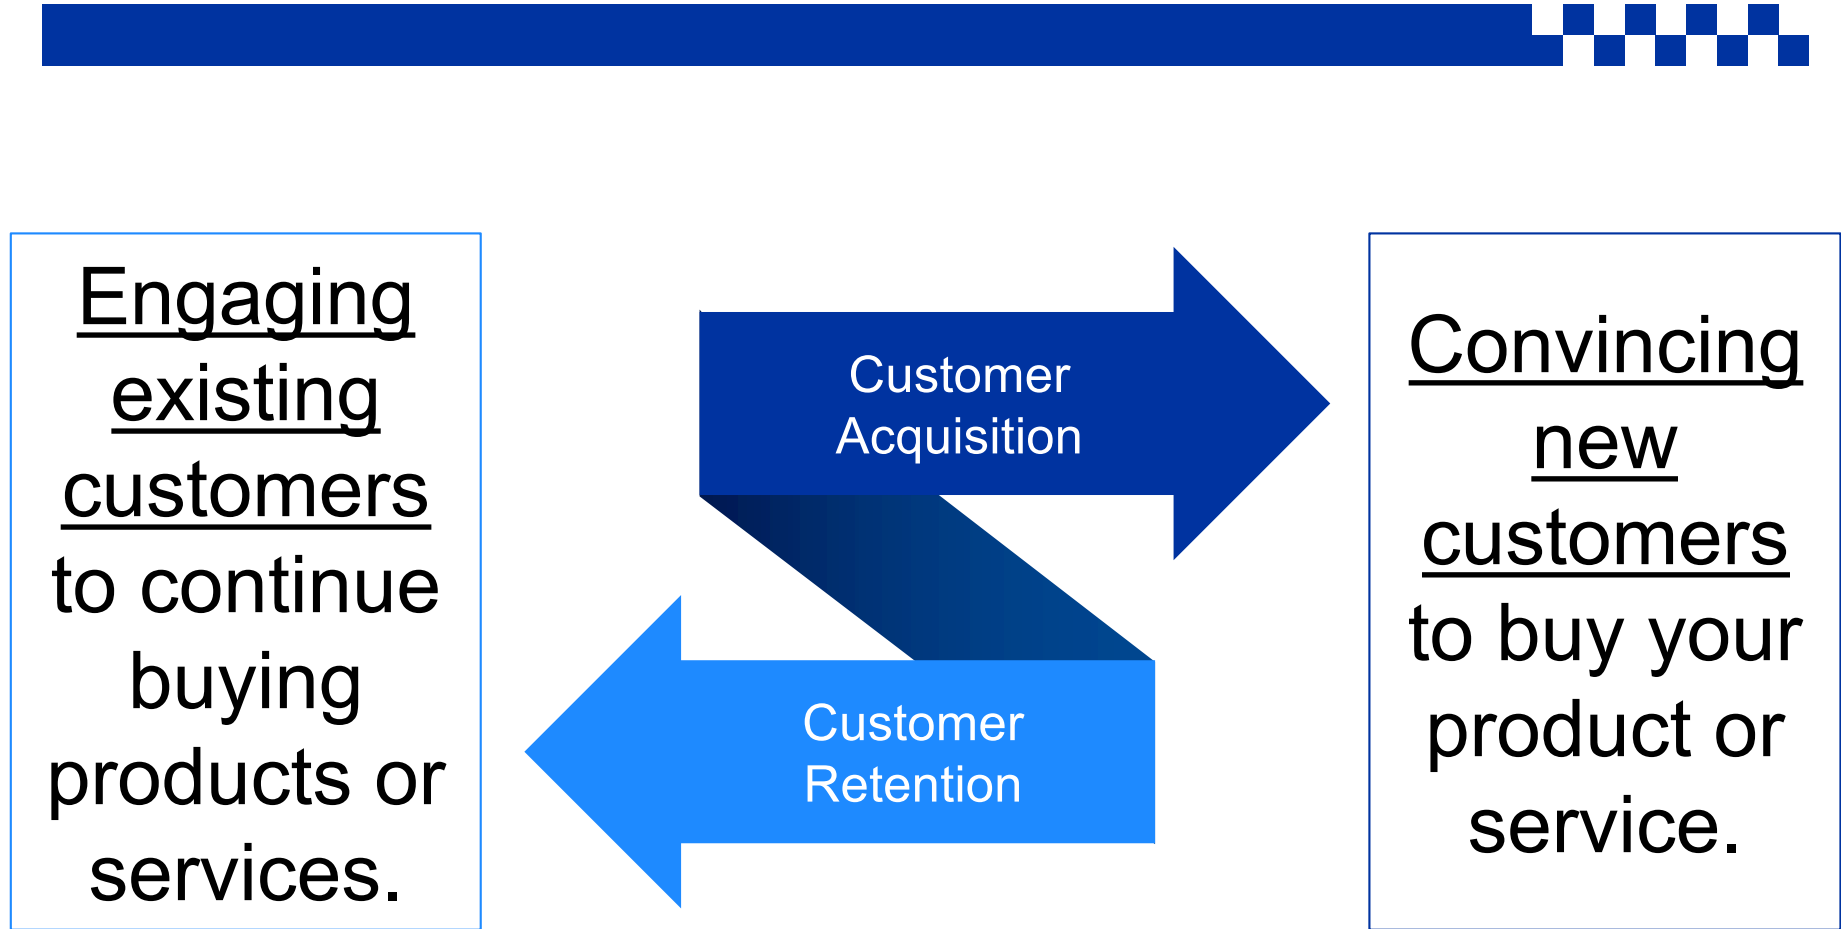 Engaging
existing
customers
to continue
buying
products or
services.
Customer
Acquisition
Customer
Retention
Convincing
new
customers
to buy your
product or
service.